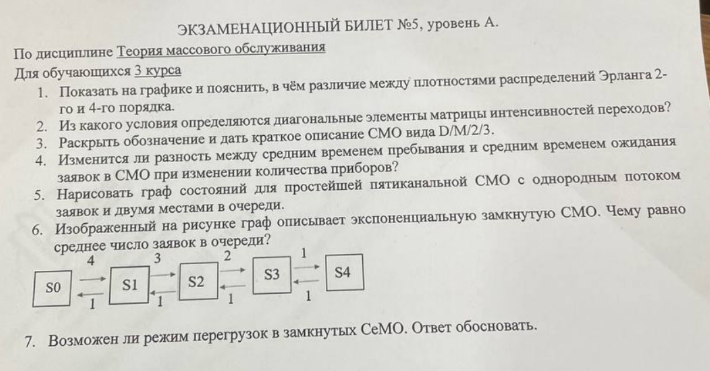 ЭКЗАМЕНАЦИОННЫЙ БИЛЕТ №5, уровень А.
По дисциплине Теория массового обслуживания
Для обучающихся 3 курса
1. Показать на графике и пояснить, в чём различие между плотностями распределений Эрланга 2-
го и 4-го порядка.
2. Из какого условия определяются диагональные элементы матрицы интенсивностей переходов?
3. Раскрыть обозначение и дать краткое описание СМО вида D/M/2/3.
4. Изменится ли разность между средним временем пребывания и средним временем ожидания
заявок в СМО при изменении количества приборов?
5. Нарисовать граф состояний для простейшей пятиканальной СМО с однородным потоком
заявок и двумя местами в очереди.
6. Изображенный на рисунке граф описывает экспоненциальную замкнутую СМО. Чему равно
среднее число заявок в очереди?
4 3 2 1
S0 S1 S2 S3 S4
1 1 1 1
7. Возможен ли режим перегрузок в замкнутых СеМО. Ответ обосновать.